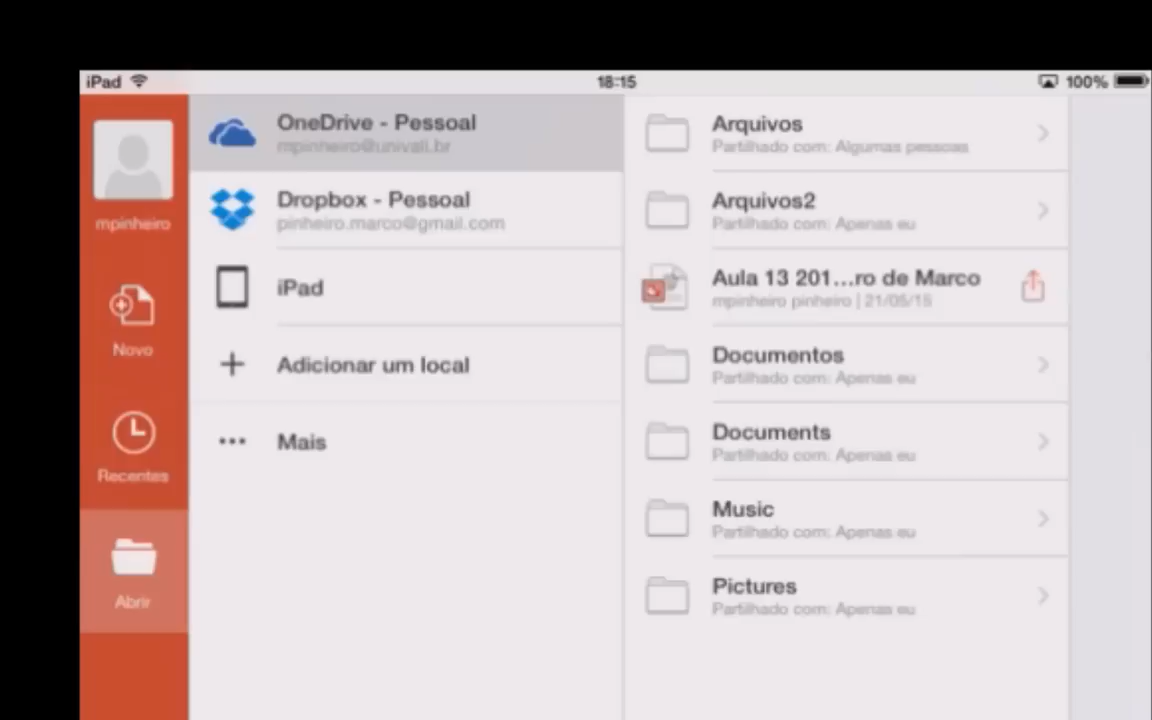 iPad
18:15
100%
mpinheiro
Novo
Recentes
Abrir
OneDrive - Pessoal
mpinheiro@univali.br
Dropbox - Pessoal
pinheiro.marco@gmail.com
iPad
Adicionar um local
Mais
Arquivos
Partilhado com: Algumas pessoas
Arquivos2
Partilhado com: Apenas eu
Aula 13 201...ro de Marco
mpinheiro pinheiro | 21/05/15
Documentos
Partilhado com: Apenas eu
Documents
Partilhado com: Apenas eu
Music
Partilhado com: Apenas eu
Pictures
Partilhado com: Apenas eu